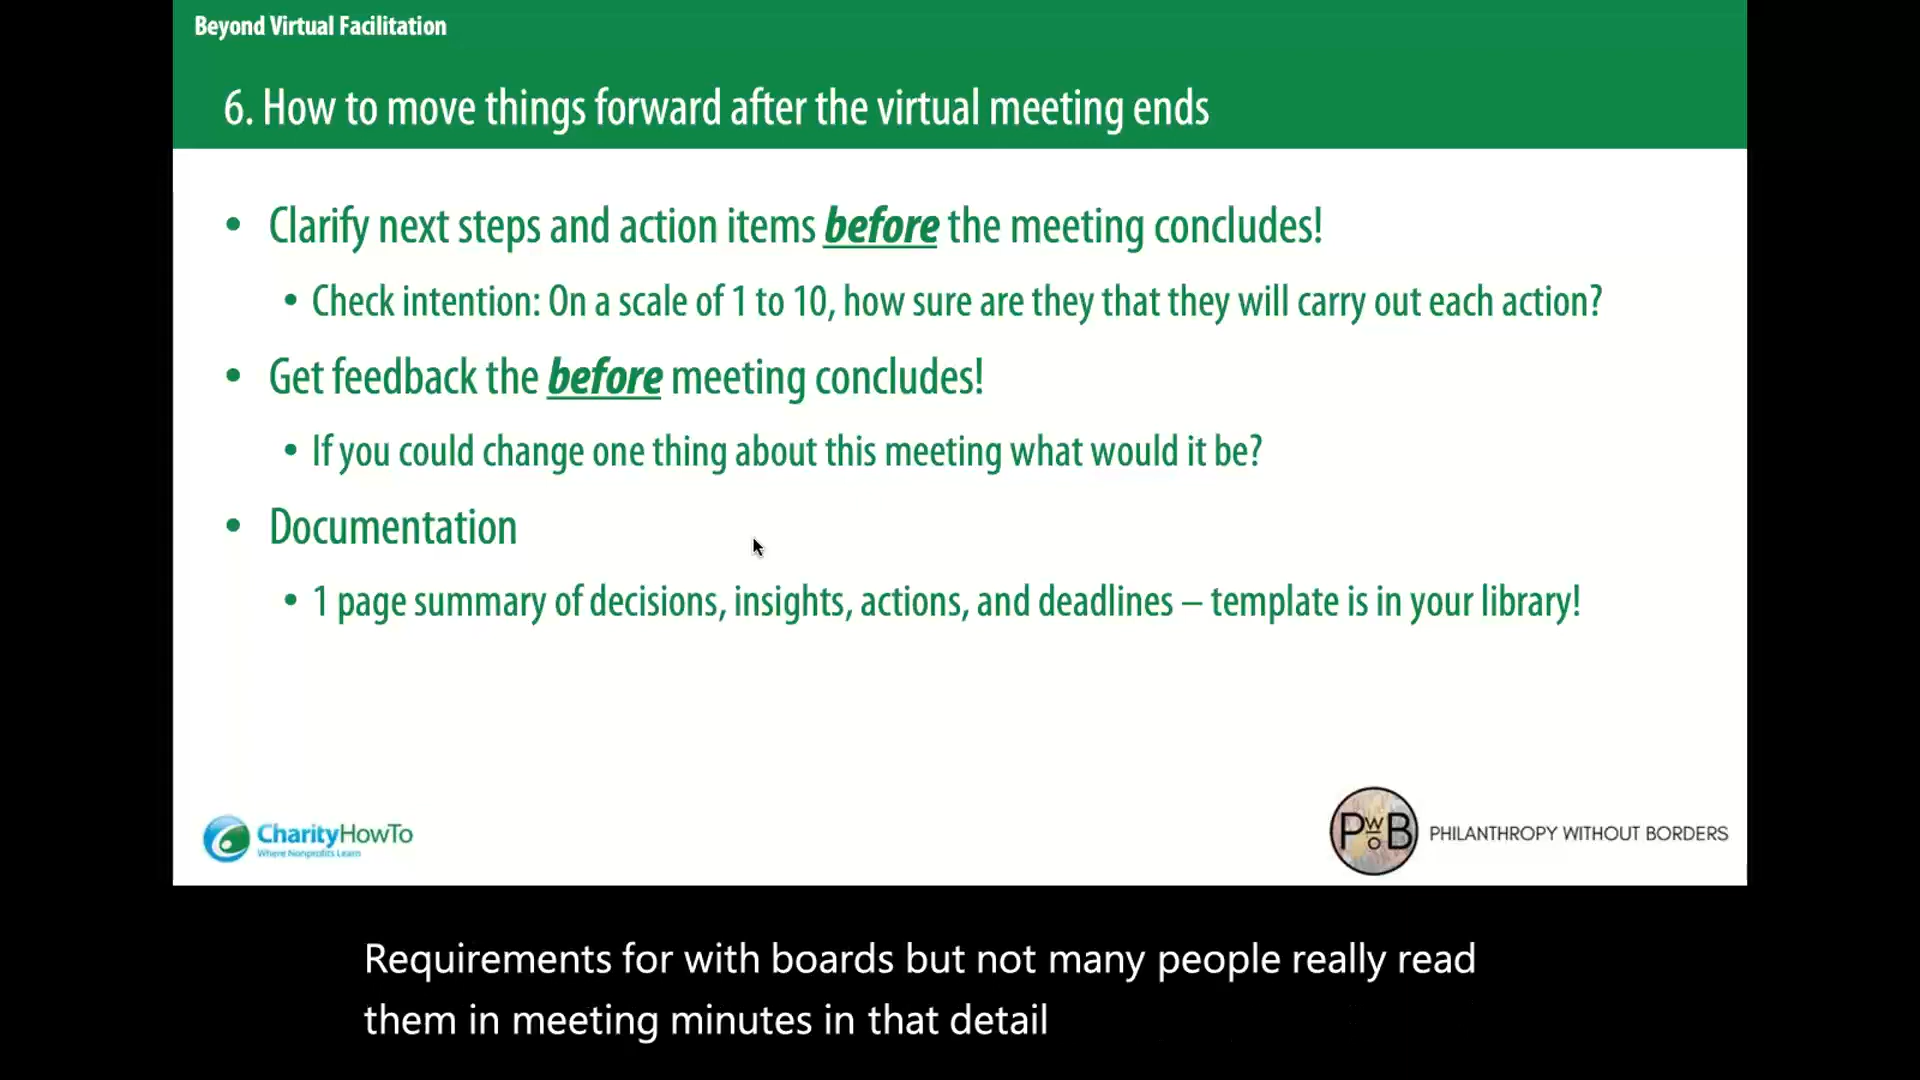 Beyond Virtual Facilitation
6. How to move things forward after the virtual meeting ends
• Clarify next steps and action items before the meeting concludes!
• Check intention: On a scale of 1 to 10, how sure are they that they will carry out each action?
• Get feedback the before meeting concludes!
• If you could change one thing about this meeting what would it be?
• Documentation
• 1 page summary of decisions, insights, actions, and deadlines – template is in your library!
CharityHowTo
Where Nonprofits Learn
PwoB
PHILANTHROPY WITHOUT BORDERS
Requirements for with boards but not many people really read
them in meeting minutes in that detail